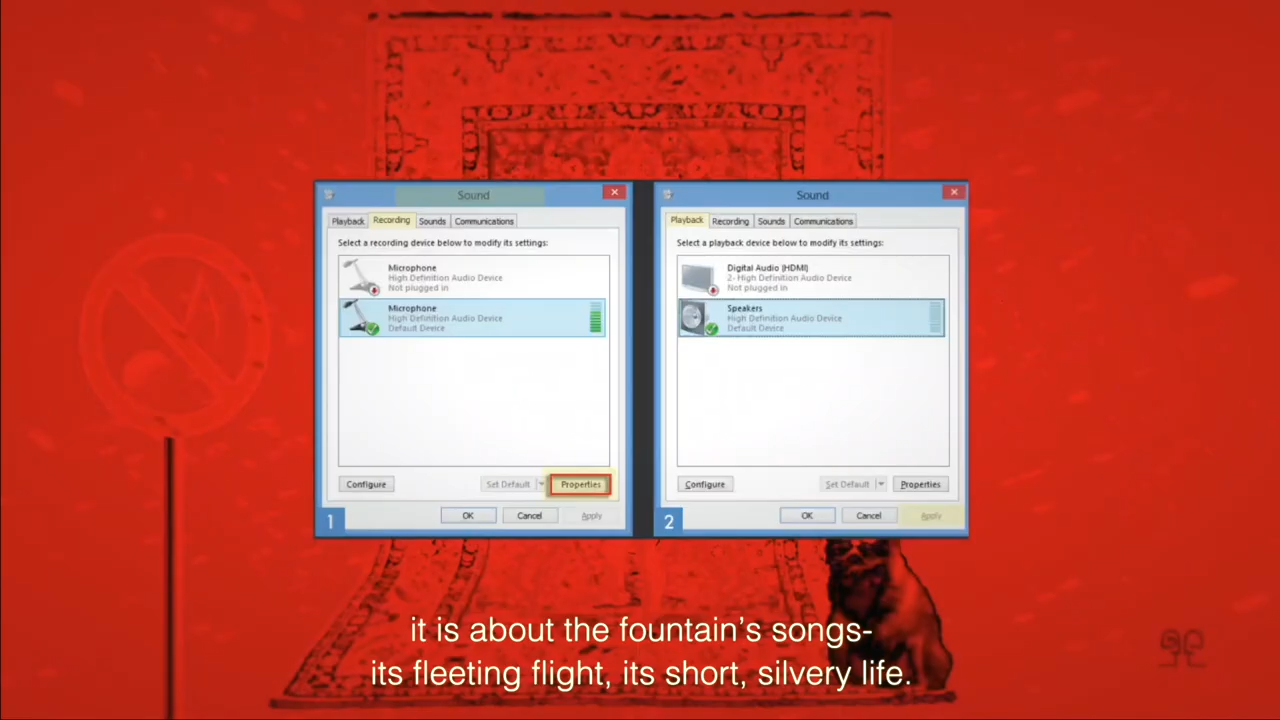 Sound
Playback Recording Sounds Communications
Select a recording device below to modify its settings:
Microphone
High Definition Audio Device
Not plugged in
Microphone
High Definition Audio Device
Default Device
Configure Set Default Properties
OK Cancel Apply
1
Sound
Playback Recording Sounds Communications
Select a playback device below to modify its settings:
Digital Audio (HDMI)
2- High Definition Audio Device
Not plugged in
Speakers
High Definition Audio Device
Default Device
Configure Set Default Properties
OK Cancel Apply
2
it is about the fountain’s songs-
its fleeting flight, its short, silvery life.